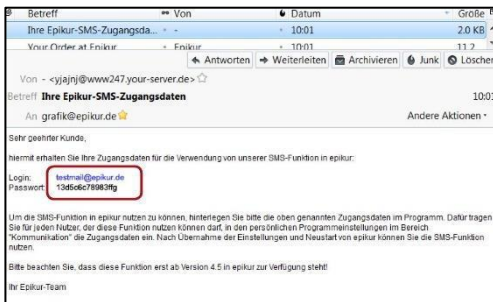 Betreff Von Datum Größe
Ihre Epikur-SMS-Zugangsda... - 10:01 2.0 KB
Your Order at Epikur Epikur 10:01 11.2
Antworten Weiterleiten Archivieren Junk Löschen
Von - <yjajnj@www247.your-server.de>
Betreff Ihre Epikur-SMS-Zugangsdaten 10:01
An grafik@epikur.de Andere Aktionen
Sehr geehrter Kunde,
hiermit erhalten Sie Ihre Zugangsdaten für die Verwendung von unserer SMS-Funktion in epikur:
Login: testmail@epikur.de
Passwort: 13d5c6c78983ffg
Um die SMS-Funktion in epikur nutzen zu können, hinterlegen Sie bitte die oben genannten Zugangsdaten im Programm. Dafür tragen
Sie für jeden Nutzer, der diese Funktion nutzen können darf, in den persönlichen Programmeinstellungen im Bereich
"Kommunikation" die Zugangsdaten ein. Nach Übernahme der Einstellungen und Neustart von epikur können Sie die SMS-Funktion
nutzen.
Bitte beachten Sie, dass diese Funktion erst ab Version 4.5 in epikur zur Verfügung steht!
Ihr Epikur-Team